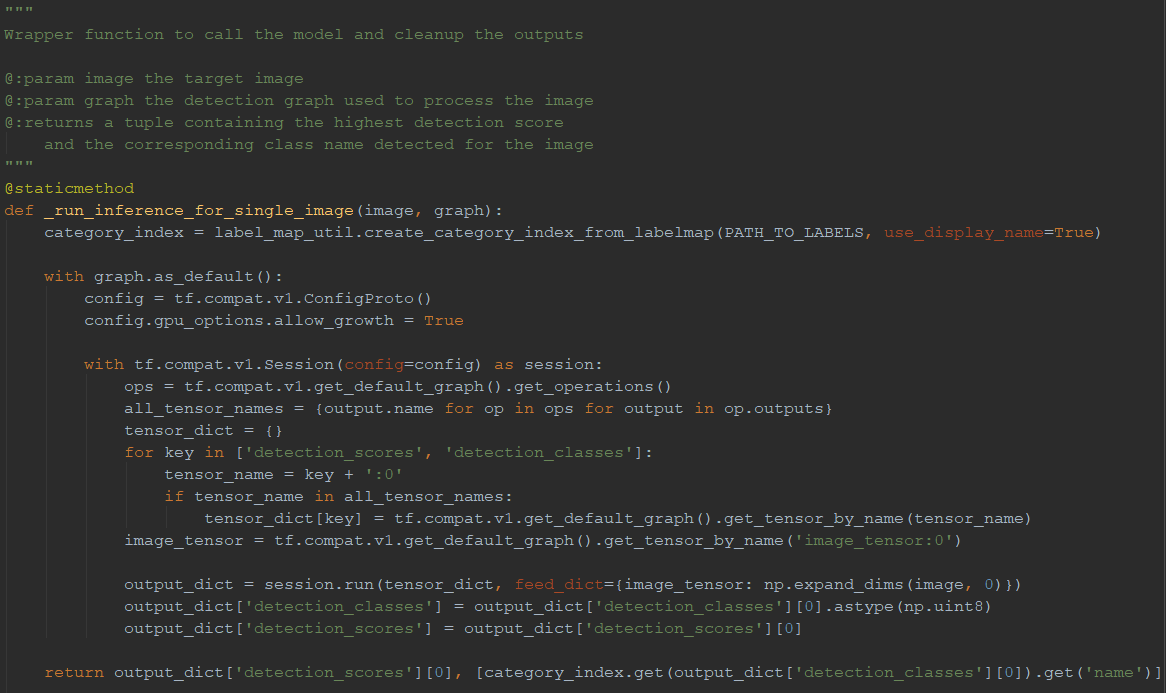 """
Wrapper function to call the model and cleanup the outputs

@:param image the target image
@:param graph the detection graph used to process the image
@:returns a tuple containing the highest detection score
    and the corresponding class name detected for the image
"""
@staticmethod
def _run_inference_for_single_image(image, graph):
    category_index = label_map_util.create_category_index_from_labelmap(PATH_TO_LABELS, use_display_name=True)

    with graph.as_default():
        config = tf.compat.v1.ConfigProto()
        config.gpu_options.allow_growth = True

        with tf.compat.v1.Session(config=config) as session:
            ops = tf.compat.v1.get_default_graph().get_operations()
            all_tensor_names = {output.name for op in ops for output in op.outputs}
            tensor_dict = {}
            for key in ['detection_scores', 'detection_classes']:
                tensor_name = key + ':0'
                if tensor_name in all_tensor_names:
                    tensor_dict[key] = tf.compat.v1.get_default_graph().get_tensor_by_name(tensor_name)
            image_tensor = tf.compat.v1.get_default_graph().get_tensor_by_name('image_tensor:0')

            output_dict = session.run(tensor_dict, feed_dict={image_tensor: np.expand_dims(image, 0)})
            output_dict['detection_classes'] = output_dict['detection_classes'][0].astype(np.uint8)
            output_dict['detection_scores'] = output_dict['detection_scores'][0]

    return output_dict['detection_scores'][0], [category_index.get(output_dict['detection_classes'][0]).get('name')]